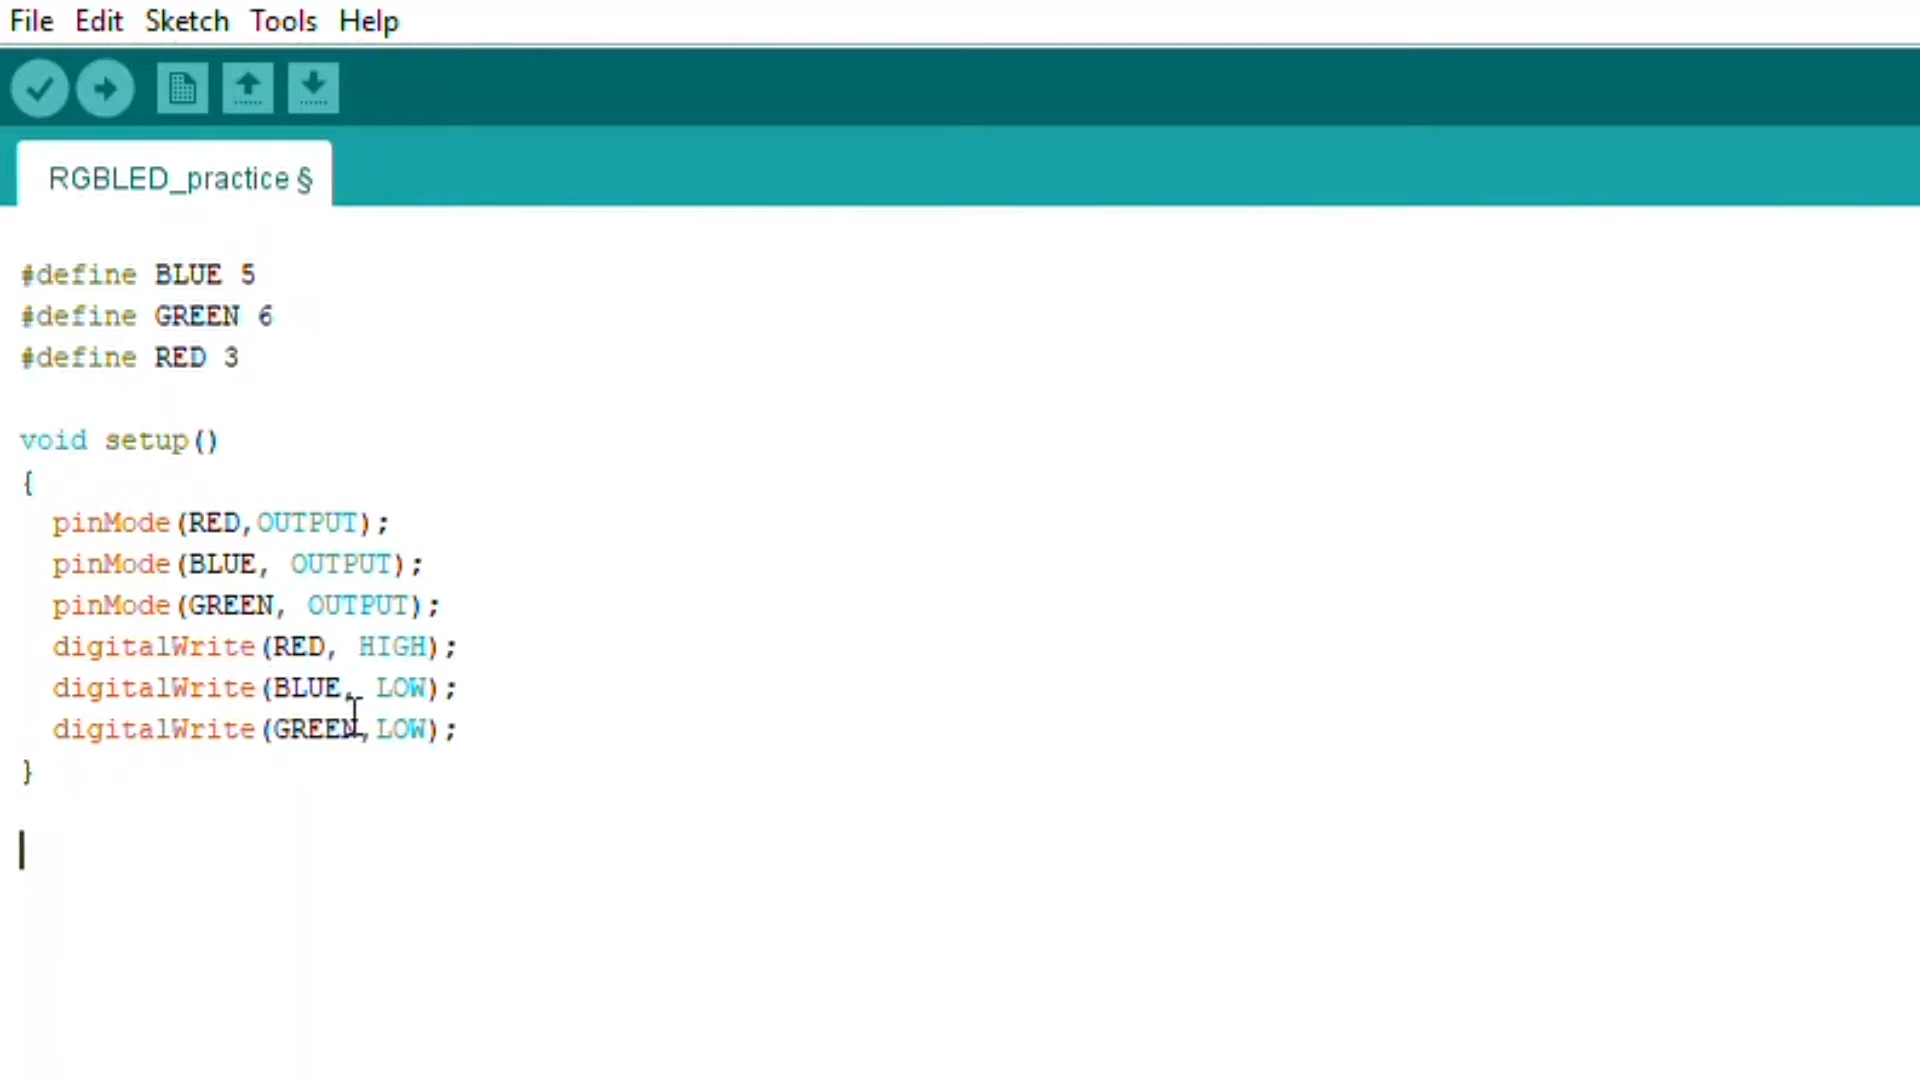 File Edit Sketch Tools Help
RGBLED_practice §
#define BLUE 5
#define GREEN 6
#define RED 3
void setup()
{
pinMode(RED,OUTPUT);
pinMode(BLUE, OUTPUT);
pinMode(GREEN, OUTPUT);
digitalWrite(RED, HIGH);
digitalWrite(BLUE, LOW);
digitalWrite(GREEN,LOW);
}